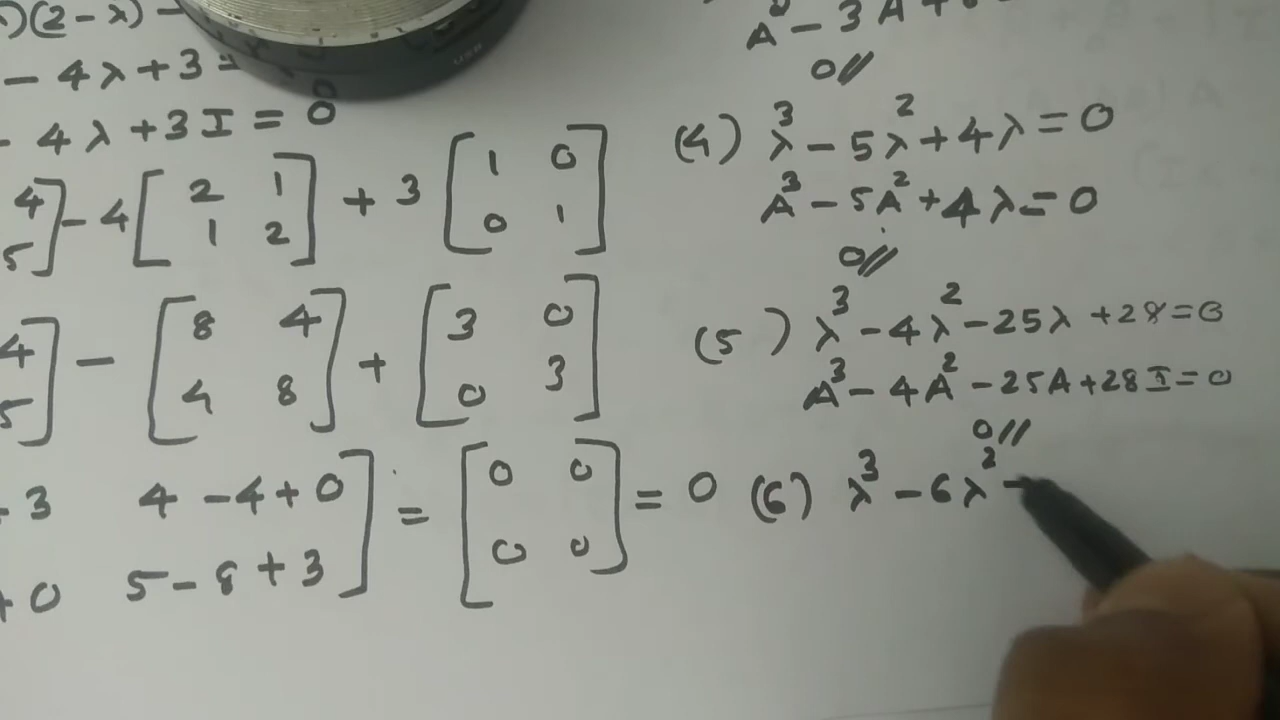 )(2 - λ) -
- 4λ + 3 =
- 4λ + 3I = 0
4] - 4[2 1] + 3[1 0]
5] [1 2] [0 1]
4] - [8 4] + [3 0]
5] [4 8] [0 3]
+3 4 - 4 + 0] = [0 0] = 0
+0 5 - 8 + 3] [0 0]
USB
A² - 3A +
0//
(4) λ³ - 5λ² + 4λ = 0
A³ - 5A² + 4λ = 0
0//
(5) λ³ - 4λ² - 25λ + 28 = 0
A³ - 4A² - 25A + 28I = 0
0//
(6) λ³ - 6λ² -